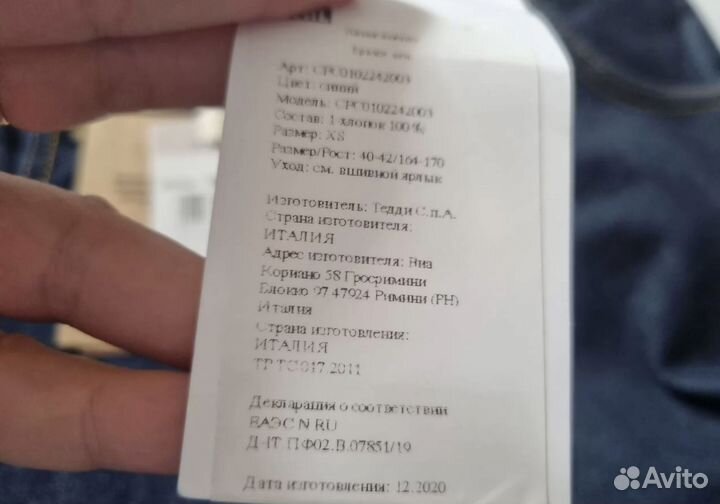 Арт: CPC0102242003
Цвет: синий
Модель: CPC0102242003
Состав: 1 хлопок 100%
Размер: XS
Размер/Рост: 40-42/164-170
Уход: см. вшивной ярлык
Изготовитель: Тедди С.п.А.
Страна изготовителя:
ИТАЛИЯ
Адрес изготовителя: Виа
Кориано 58 Гросримини
Блокко 97 47924 Римини (РН)
Италия
Страна изготовления:
ИТАЛИЯ
ТР ТС 017 2011
Декларация о соответствии
ЕАЭС N RU
Д-IT.ПФ02.В.07851/19
Дата изготовления: 12.2020
Avito